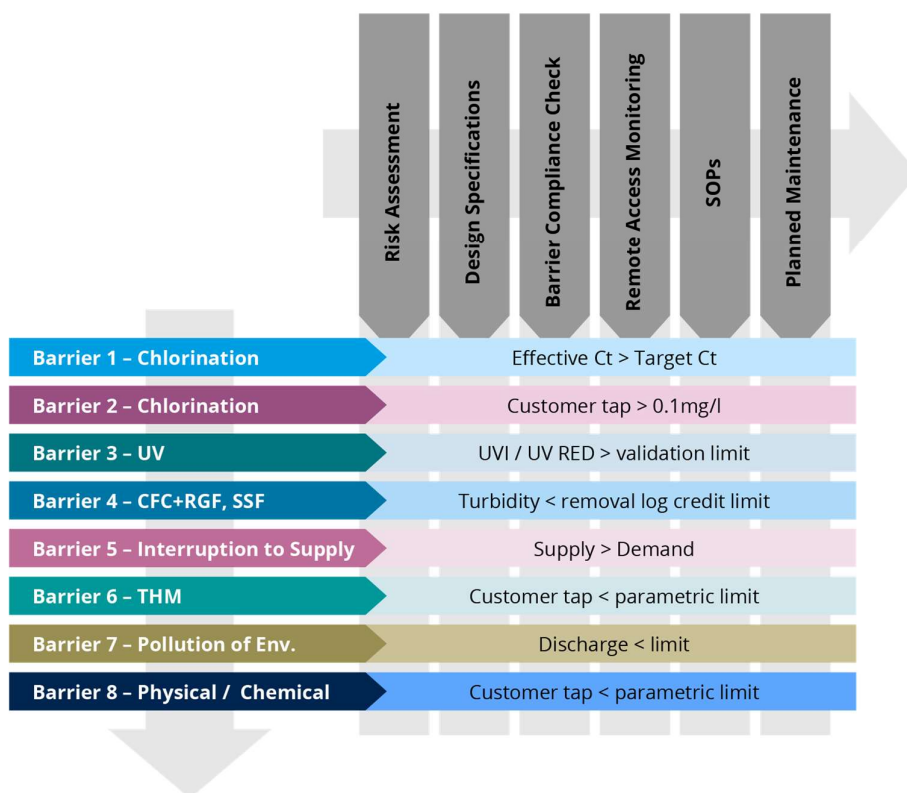 Risk Assessment
Design Specifications
Barrier Compliance Check
Remote Access Monitoring
SOPs
Planned Maintenance
Barrier 1 – Chlorination
Effective Ct > Target Ct
Barrier 2 – Chlorination
Customer tap > 0.1mg/l
Barrier 3 – UV
UVI / UV RED > validation limit
Barrier 4 – CFC+RGF, SSF
Turbidity < removal log credit limit
Barrier 5 – Interruption to Supply
Supply > Demand
Barrier 6 – THM
Customer tap < parametric limit
Barrier 7 – Pollution of Env.
Discharge < limit
Barrier 8 – Physical / Chemical
Customer tap < parametric limit